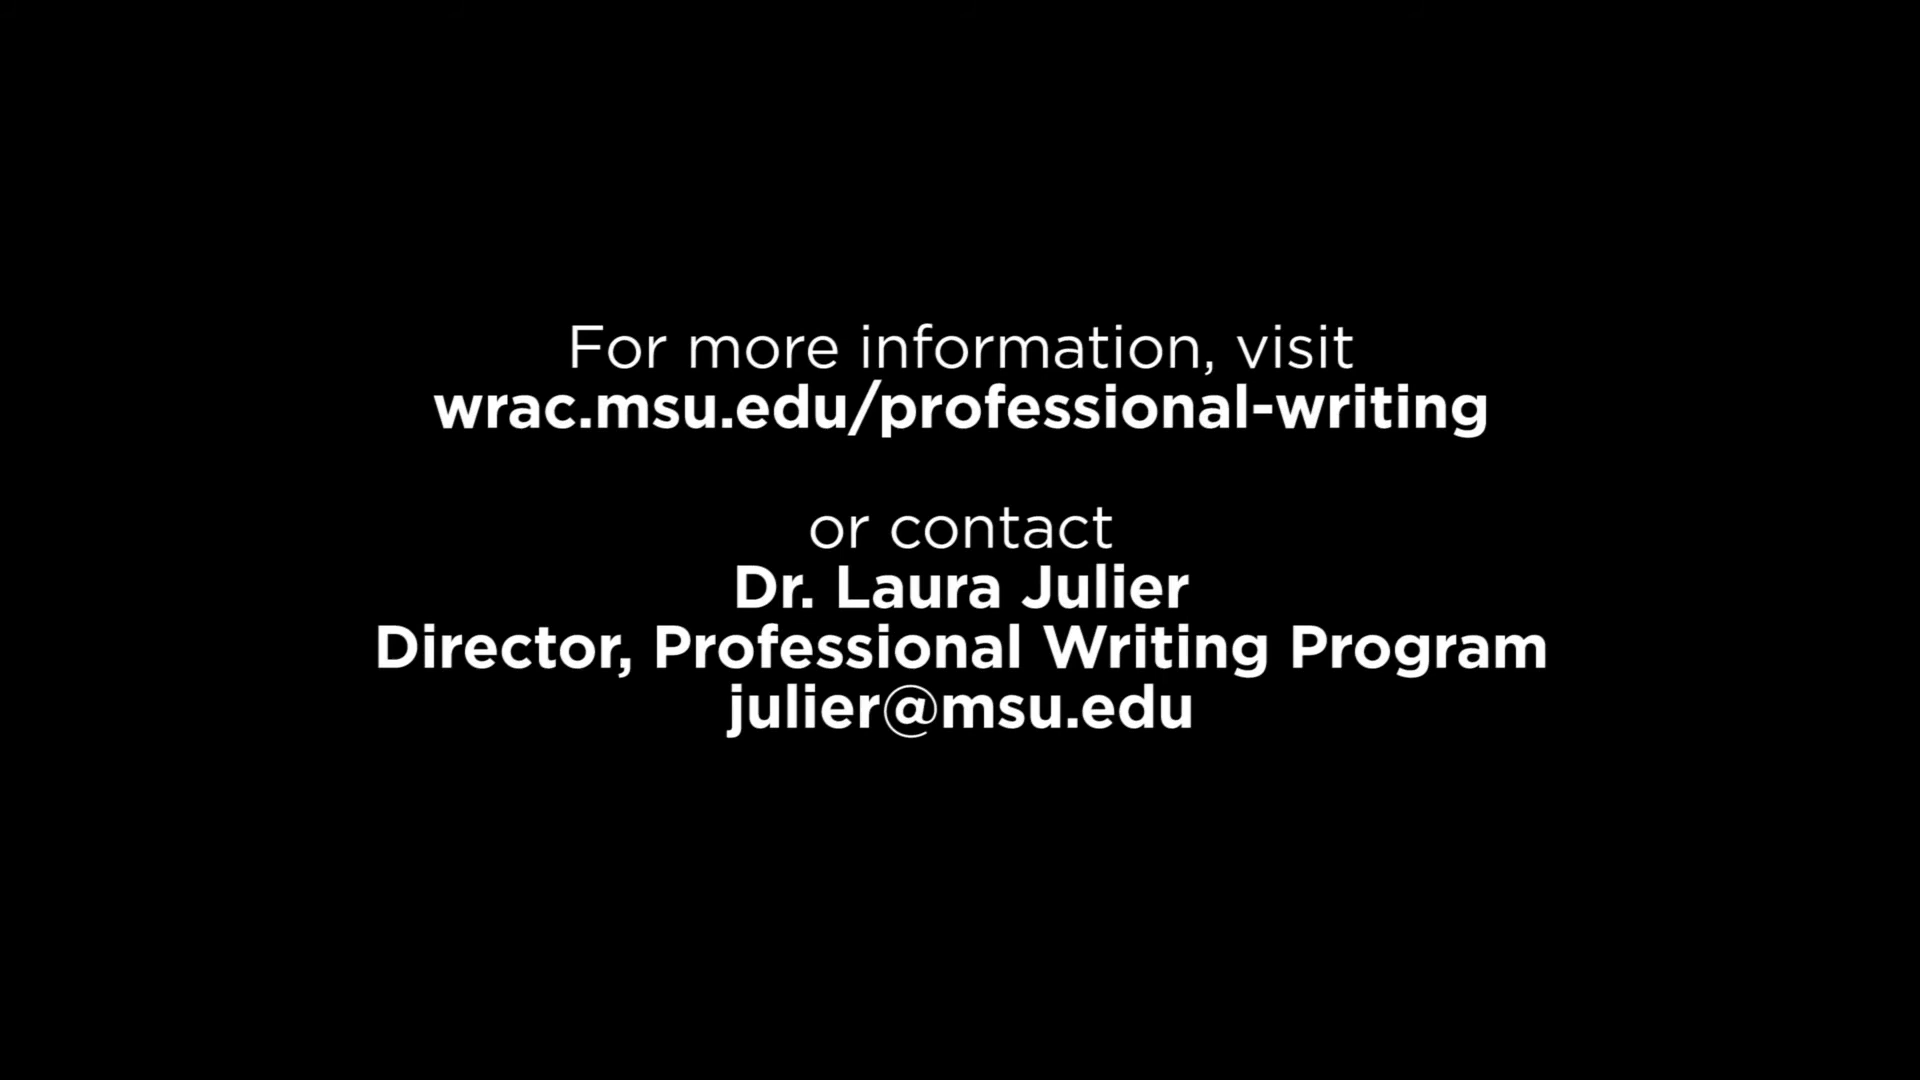 For more information, visit
wrac.msu.edu/professional-writing
or contact
Dr. Laura Julier
Director, Professional Writing Program
julier@msu.edu